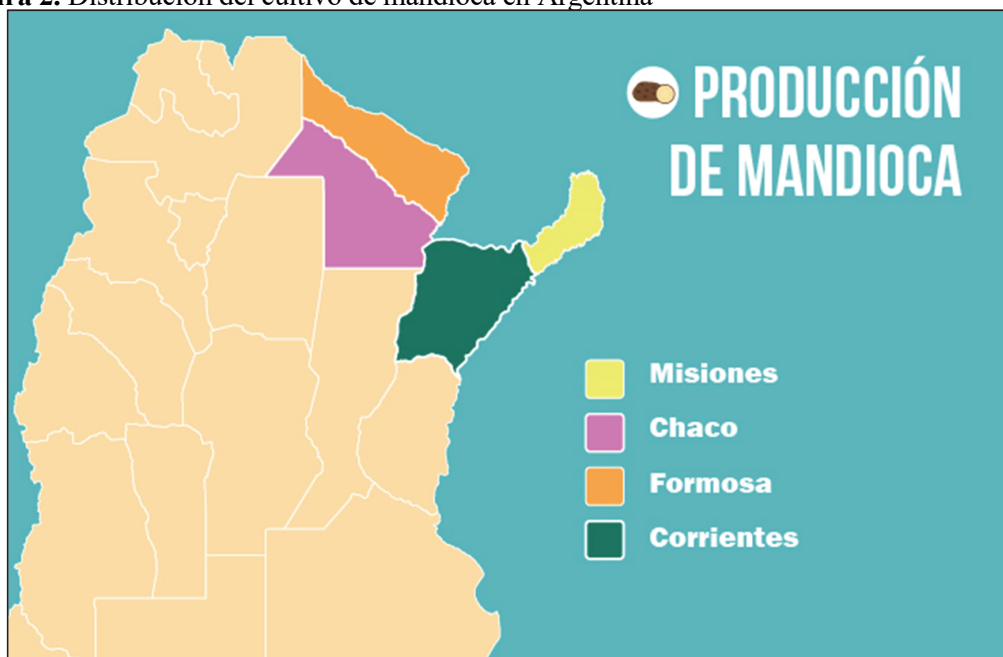 2. Distribución del cultivo de mandioca en Argentina
PRODUCCIÓN
DE MANDIOCA
Misiones
Chaco
Formosa
Corrientes